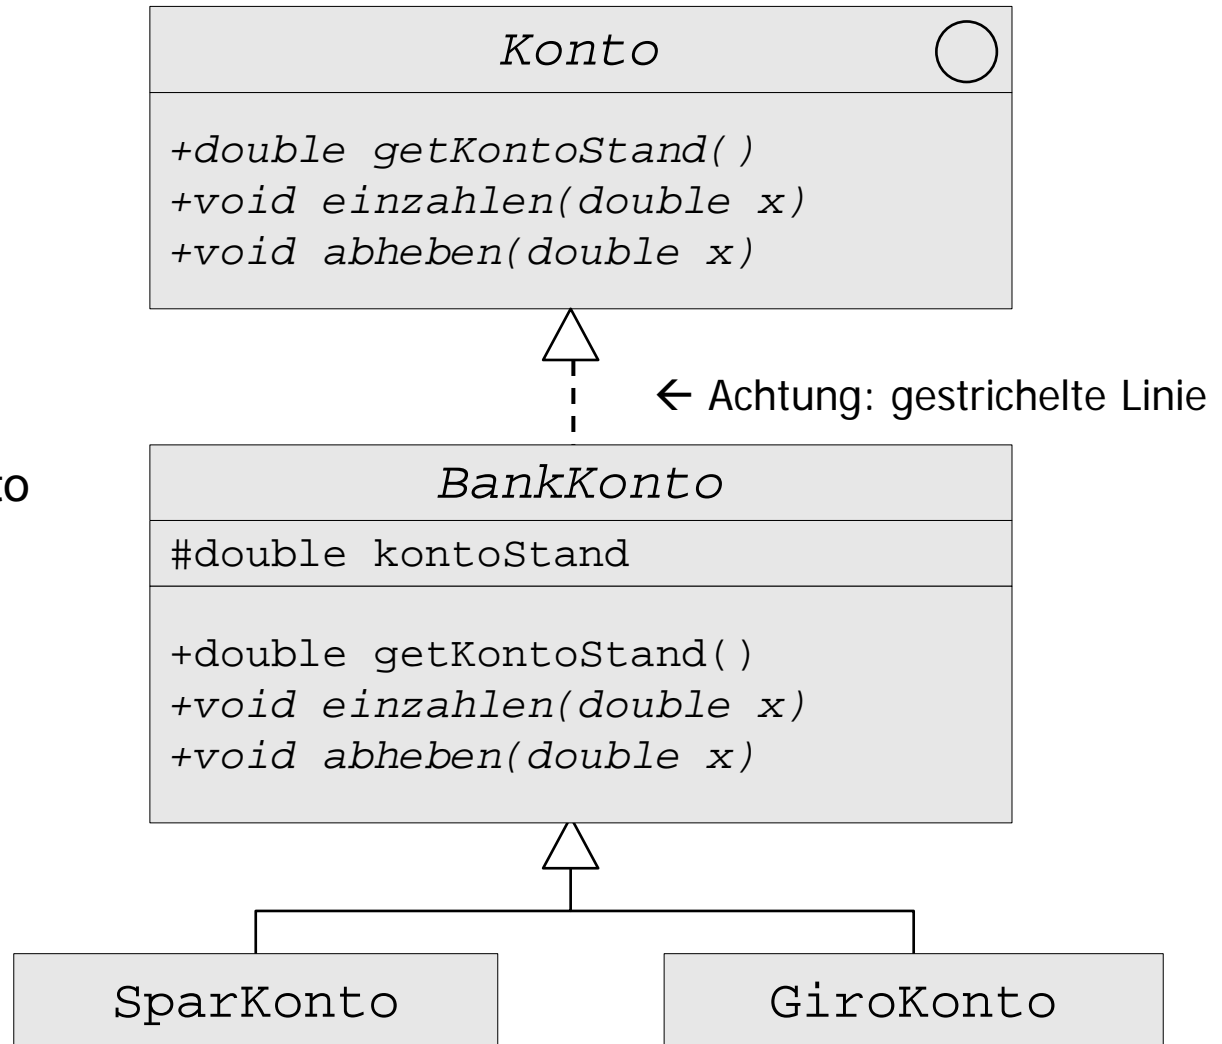 Konto
+double getKontoStand()
+void einzahlen(double x)
+void abheben(double x)
← Achtung: gestrichelte Linie
to
BankKonto
#double kontoStand
+double getKontoStand()
+void einzahlen(double x)
+void abheben(double x)
SparKonto
GiroKonto